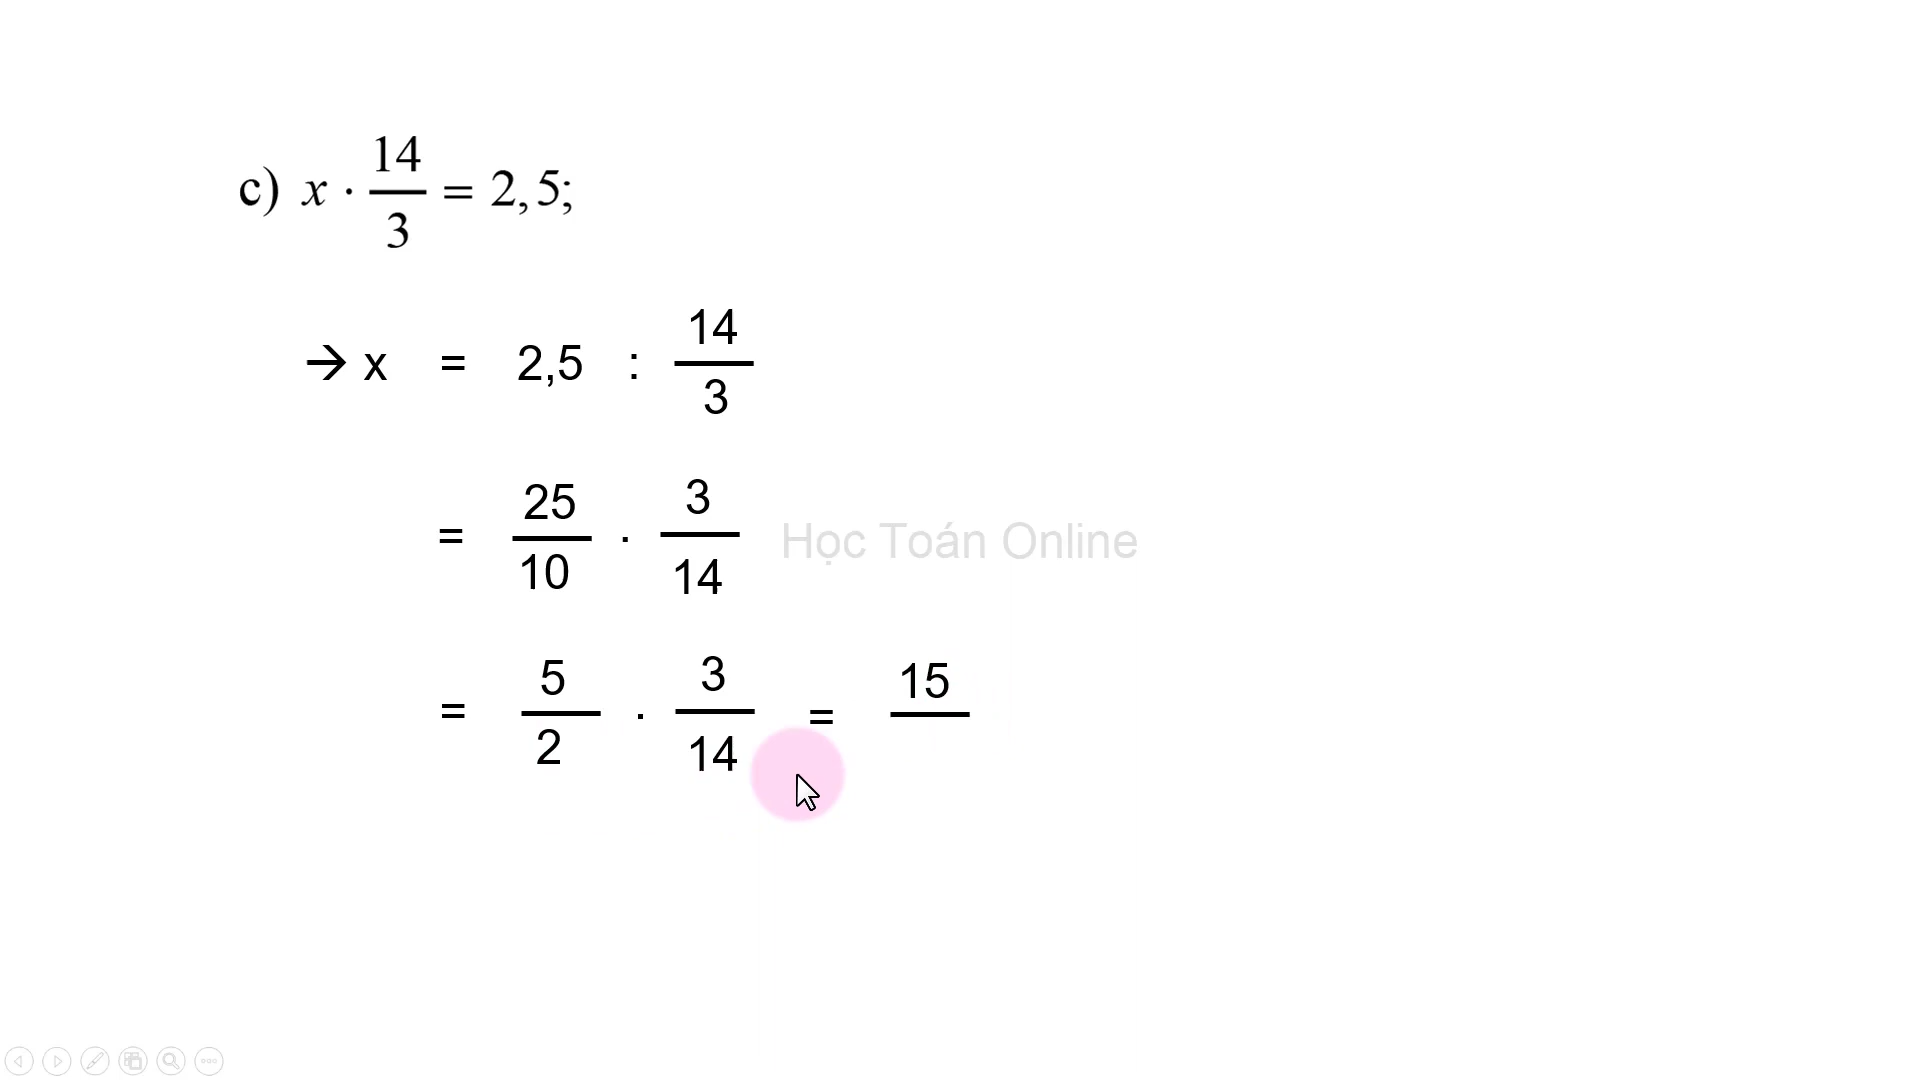 c) x · 14/3 = 2,5;
→ x = 2,5 : 14/3
= 25/10 · 3/14
Học Toán Online
= 5/2 · 3/14 = 15/